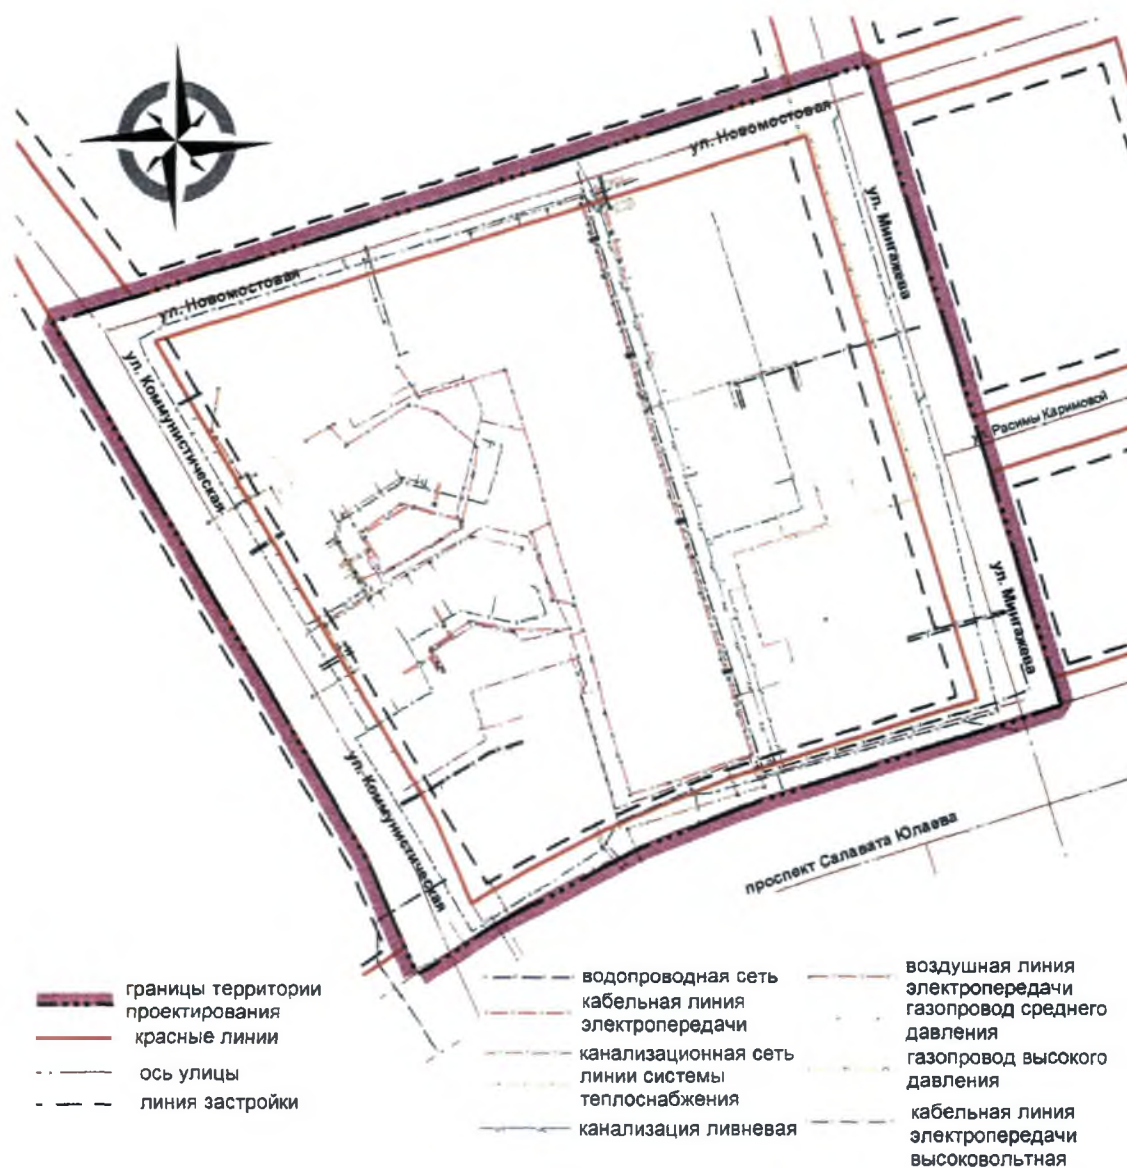 ул. Новомостовая
ул. Новомостовая
ул. Мингажева
ул. Коммунистическая
Расимы Каримовой
ул. Мингажева
ул. Коммунистическая
проспект Салавата Юлаева
границы территории
проектирования
красные линии
ось улицы
линия застройки
водопроводная сеть
кабельная линия
электропередачи
канализационная сеть
линии системы
теплоснабжения
канализация ливневая
воздушная линия
электропередачи
газопровод среднего
давления
газопровод высокого
давления
кабельная линия
электропередачи
высоковольтная